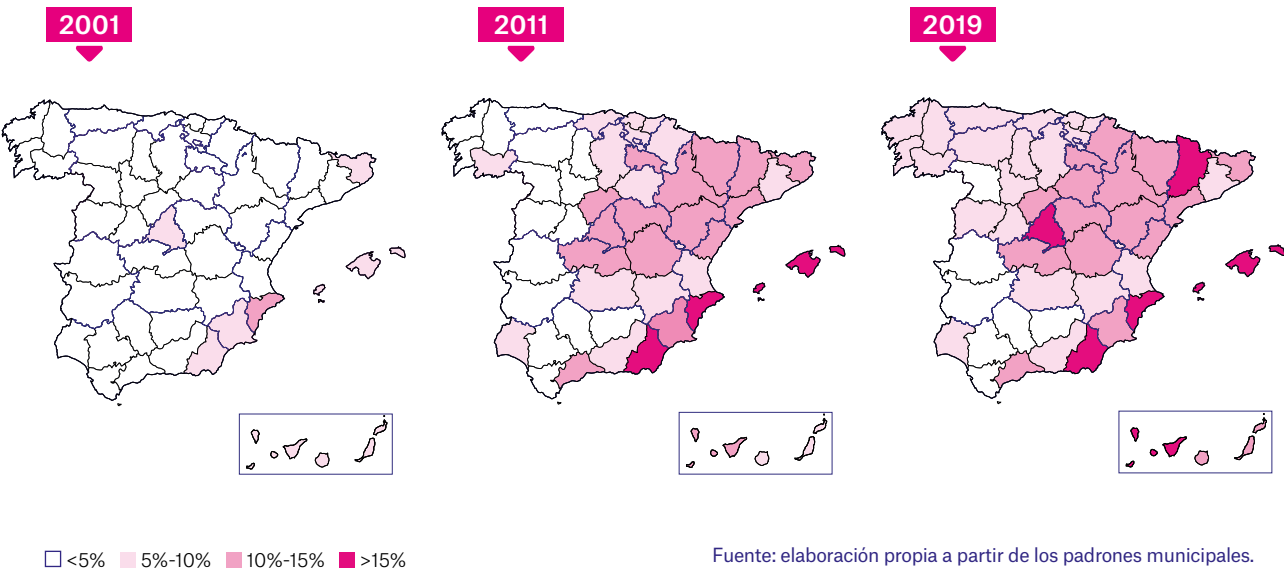 2001
2011
2019
<5% 5%-10% 10%-15% >15%
Fuente: elaboración propia a partir de los padrones municipales.